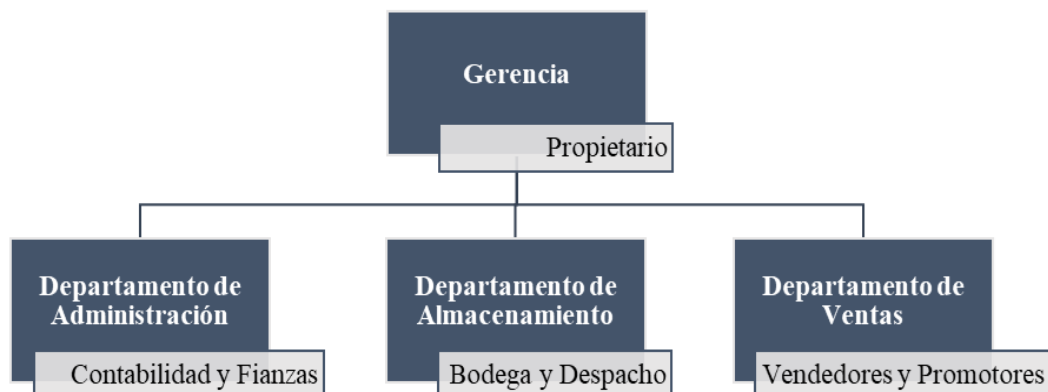 Gerencia
Propietario
Departamento de
Administración
Contabilidad y Fianzas
Departamento de
Almacenamiento
Bodega y Despacho
Departamento de
Ventas
Vendedores y Promotores